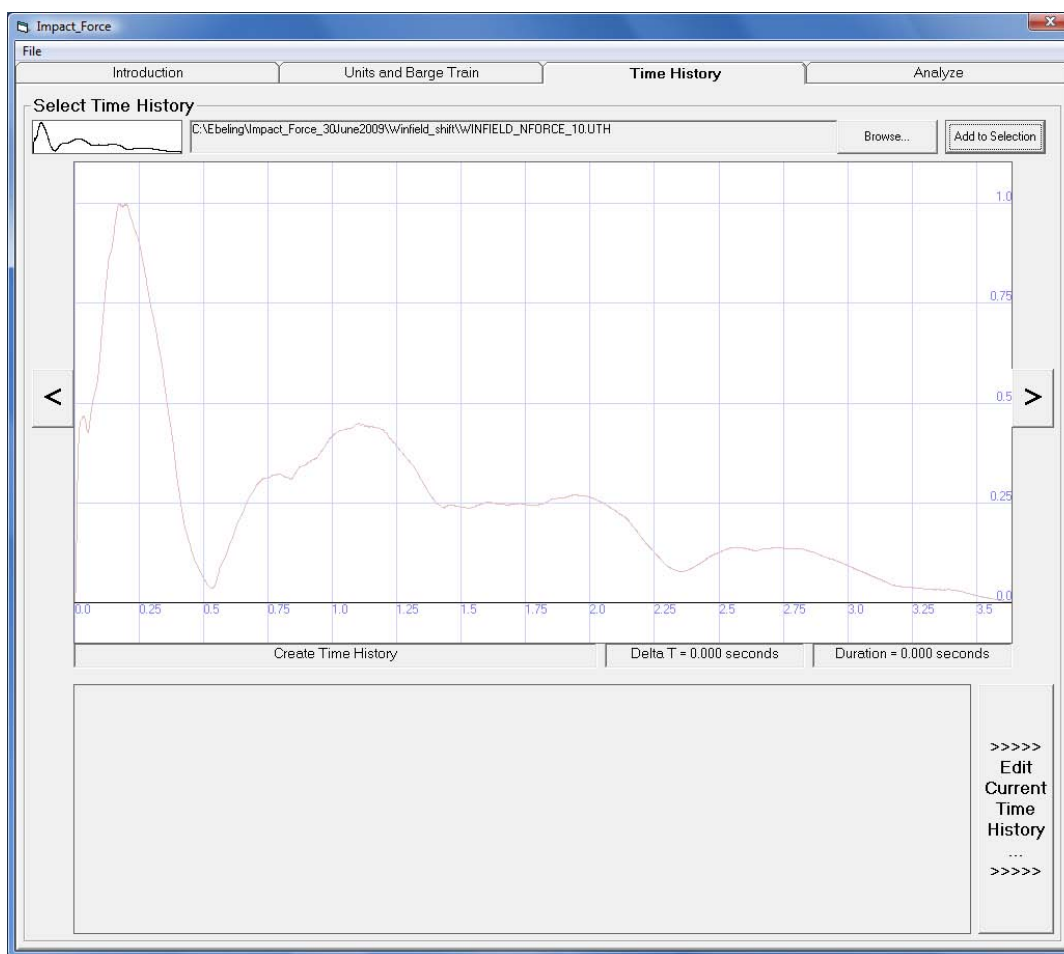 Impact_Force
x
File
Introduction Units and Barge Train Time History Analyze
Select Time History
C:\Ebeling\Impact_Force_30June2009\Winfield_shift\WINFIELD_NFORCE_10.UTH Browse... Add to Selection
1.0
0.75
< 0.5 >
0.25
0.0
0.0 0.25 0.5 0.75 1.0 1.25 1.5 1.75 2.0 2.25 2.5 2.75 3.0 3.25 3.5
Create Time History Delta T = 0.000 seconds Duration = 0.000 seconds
>>>>>
Edit
Current
Time
History
...
>>>>>